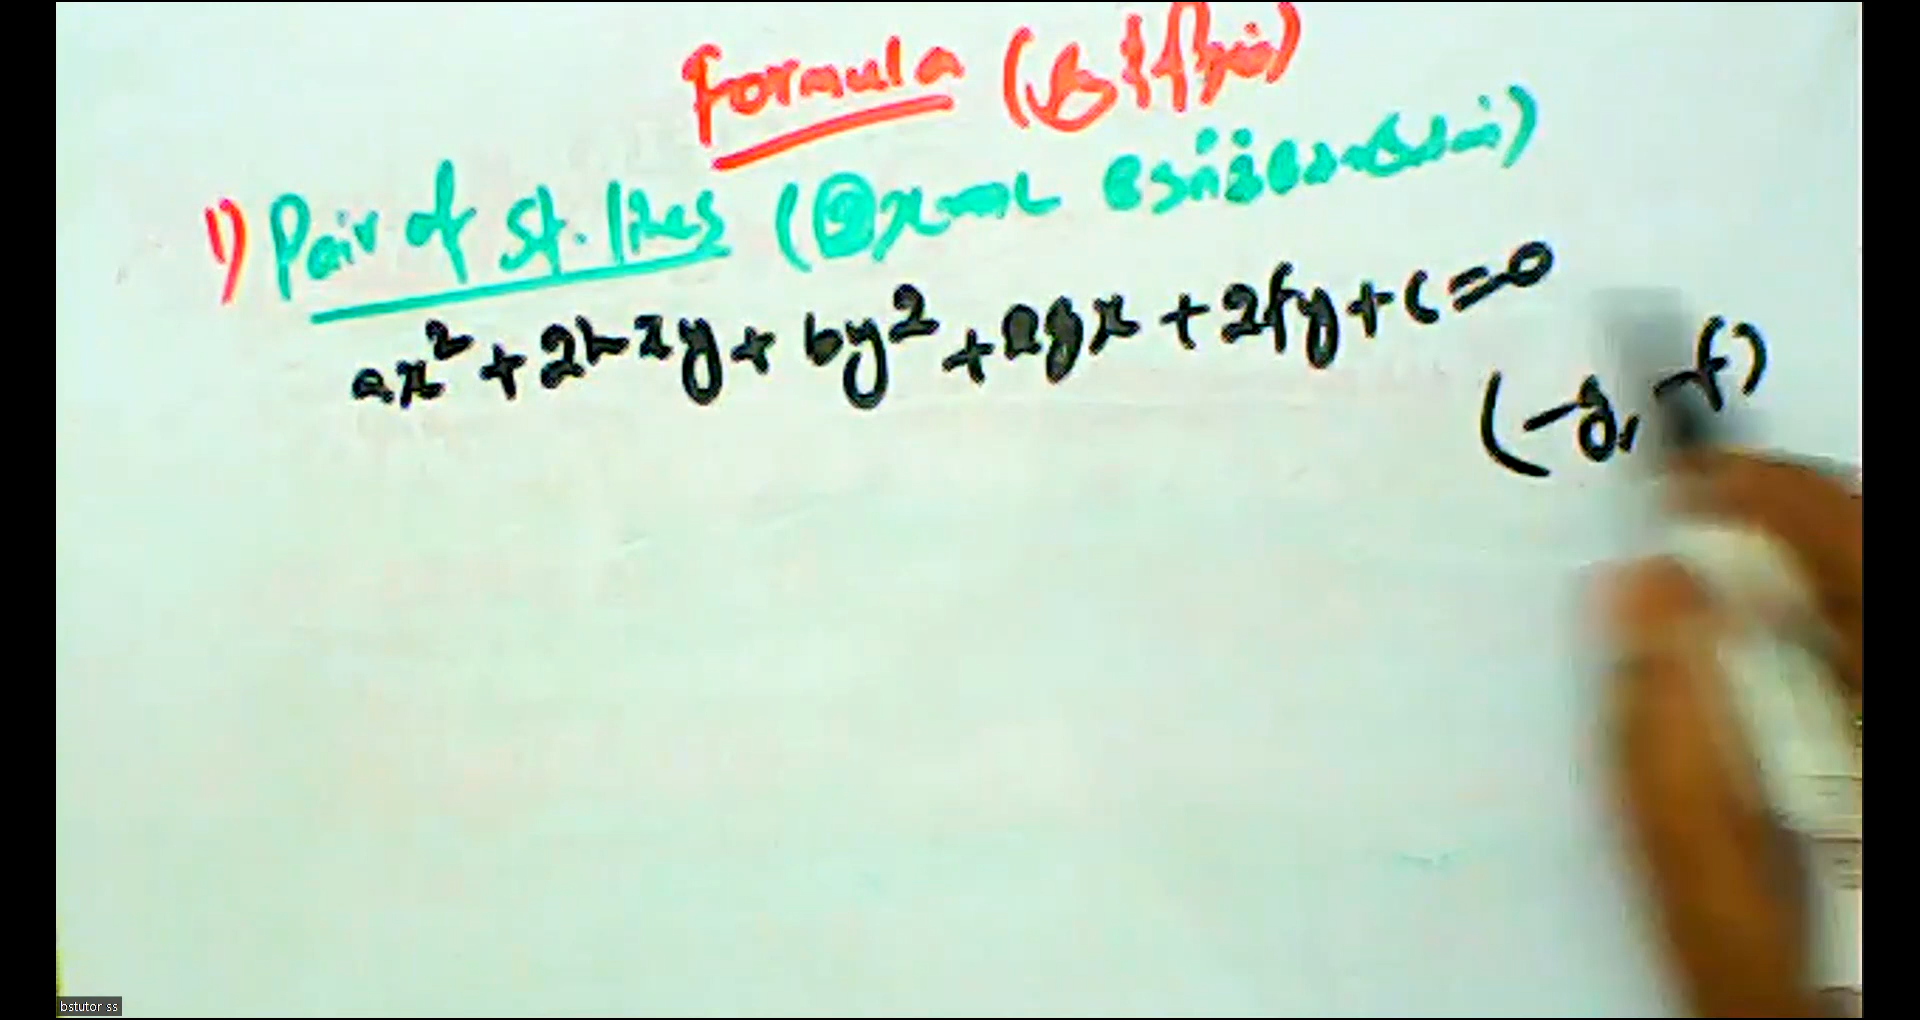 Formula (
1) Pair of st. lines (
ax² + 2hxy + by² + 2gx + 2fy + c = 0
(-g, -f)
bstutor ss